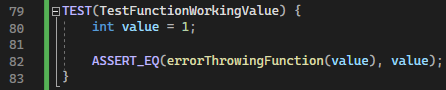 79 TEST(TestFunctionWorkingValue) {
80 int value = 1;
81
82 ASSERT_EQ(errorThrowingFunction(value), value);
83 }